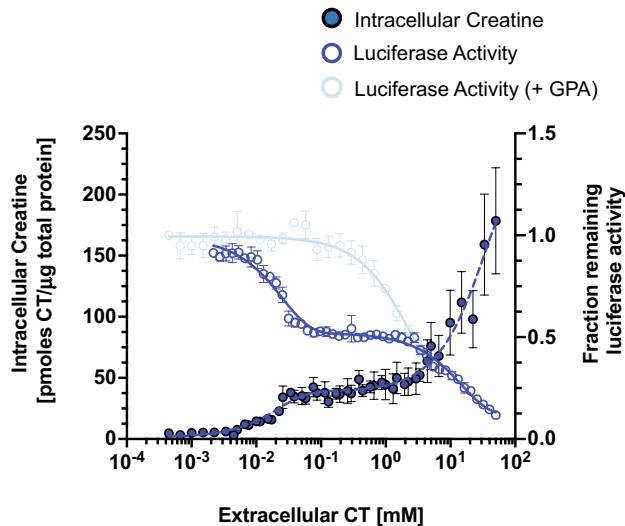 Intracellular Creatine
Luciferase Activity
Luciferase Activity (+ GPA)
Intracellular Creatine
[pmoles CT/µg total protein]
250
200
150
100
50
0
1.5
1.0
0.5
0.0
Fraction remaining
luciferase activity
10-4 10-3 10-2 10-1 100 101 102
Extracellular CT [mM]